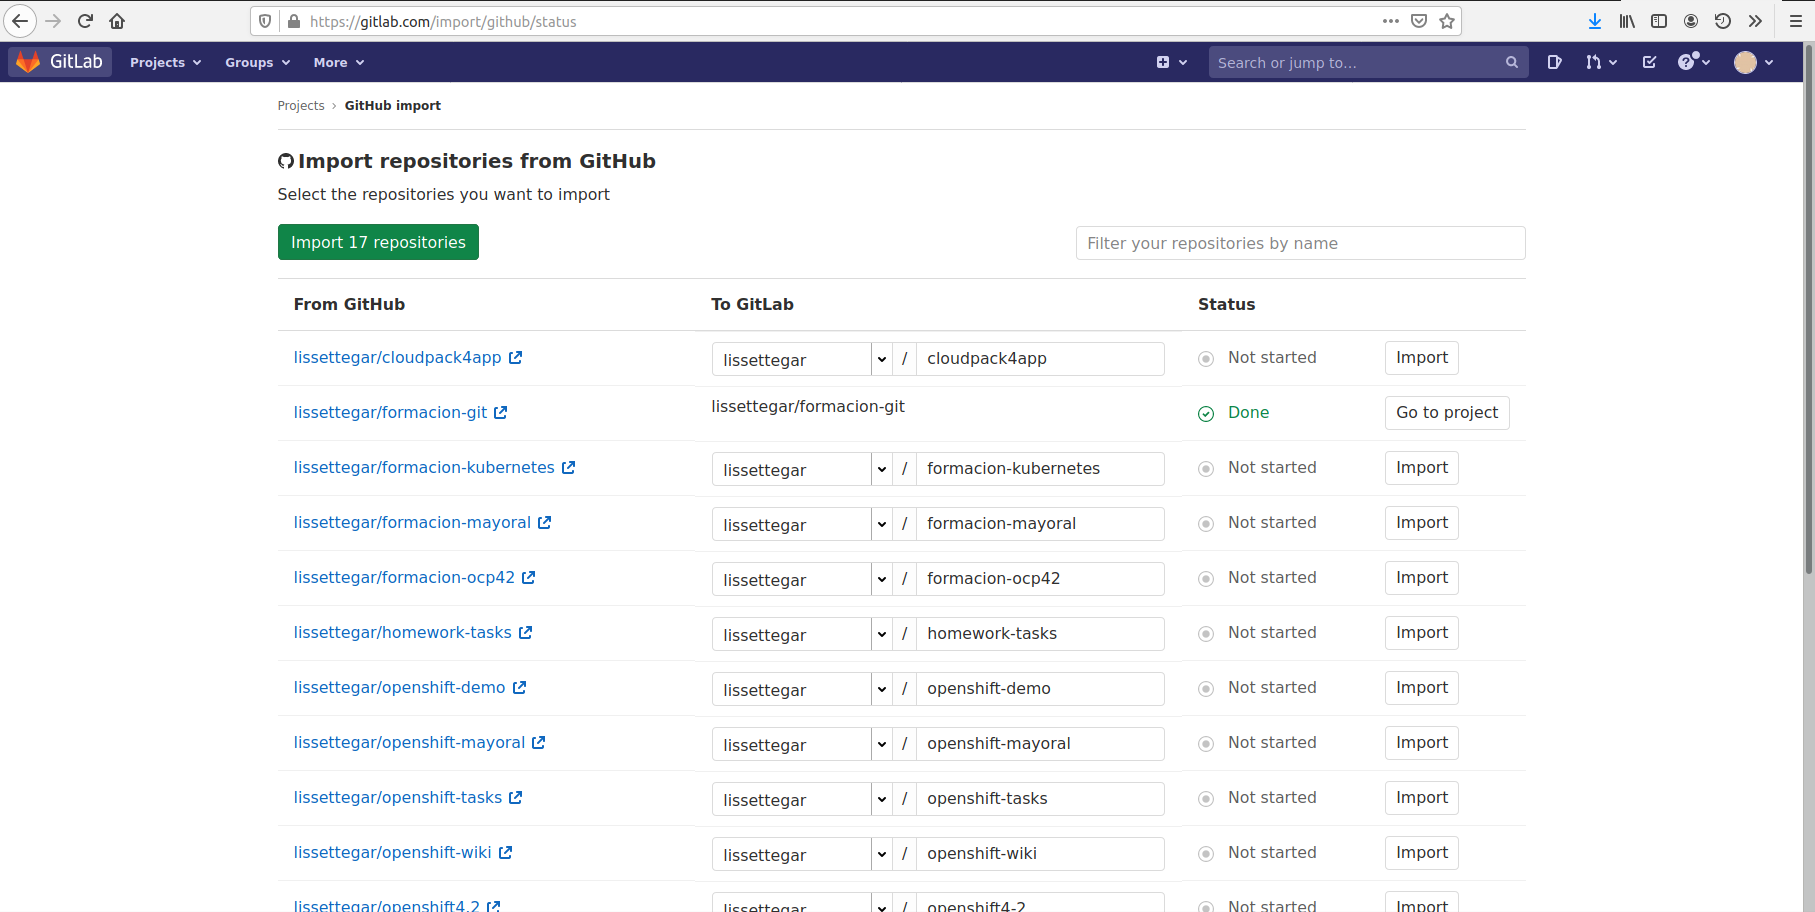 https://gitlab.com/import/github/status
GitLab Projects Groups More Search or jump to...
Projects › GitHub import
Import repositories from GitHub
Select the repositories you want to import
Import 17 repositories Filter your repositories by name
From GitHub To GitLab Status
lissettegar/cloudpack4app lissettegar / cloudpack4app Not started Import
lissettegar/formacion-git lissettegar/formacion-git Done Go to project
lissettegar/formacion-kubernetes lissettegar / formacion-kubernetes Not started Import
lissettegar/formacion-mayoral lissettegar / formacion-mayoral Not started Import
lissettegar/formacion-ocp42 lissettegar / formacion-ocp42 Not started Import
lissettegar/homework-tasks lissettegar / homework-tasks Not started Import
lissettegar/openshift-demo lissettegar / openshift-demo Not started Import
lissettegar/openshift-mayoral lissettegar / openshift-mayoral Not started Import
lissettegar/openshift-tasks lissettegar / openshift-tasks Not started Import
lissettegar/openshift-wiki lissettegar / openshift-wiki Not started Import
lissettegar/openshift4.2 lissettegar / openshift4-2 Not started Import